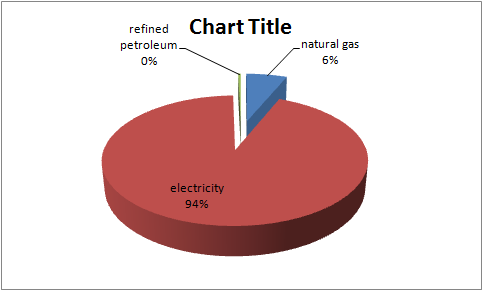 Chart Title
refined
petroleum
0%
natural gas
6%
electricity
94%